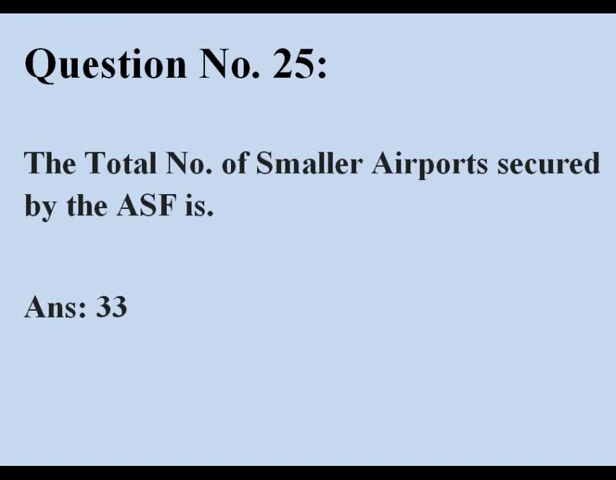 Question No. 25:
The Total No. of Smaller Airports secured
by the ASF is.
Ans: 33